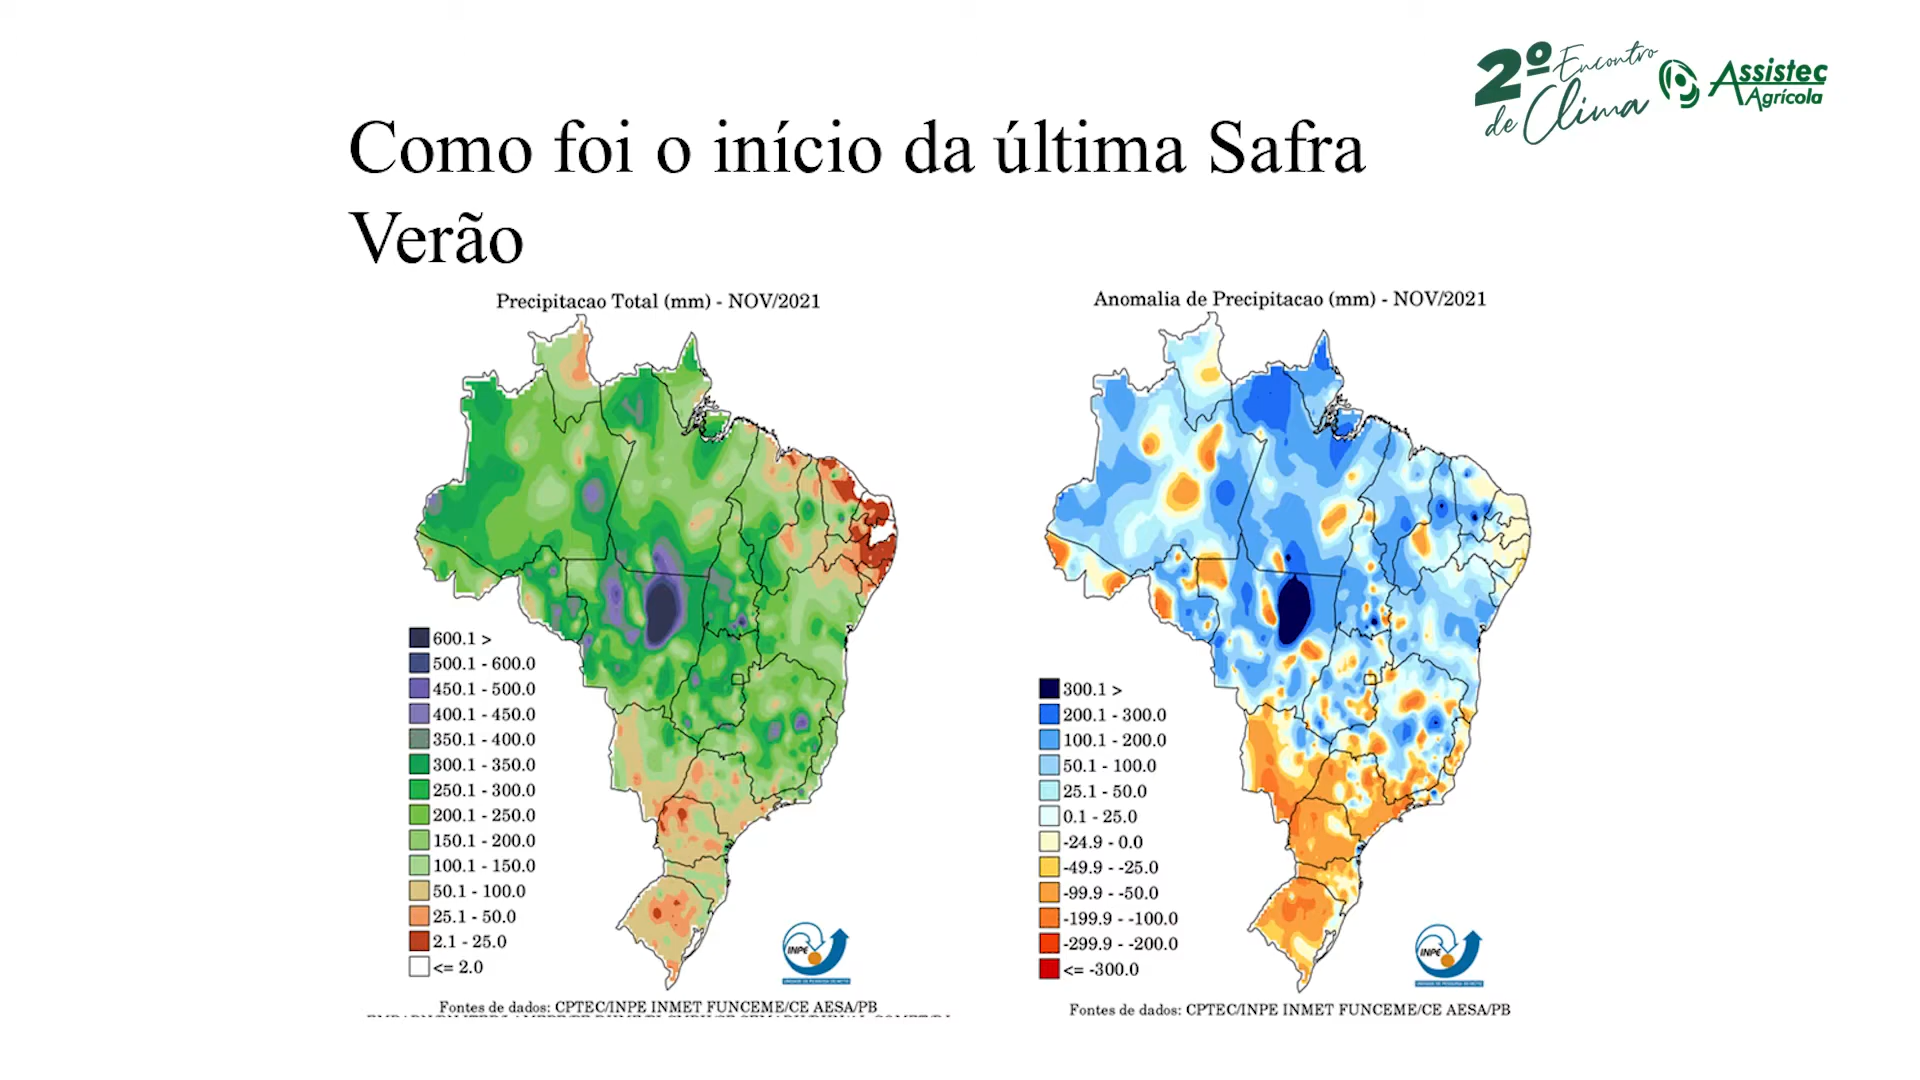 2º Encontro
de Clima
Assistec
Agrícola
Como foi o início da última Safra
Verão
Precipitacao Total (mm) - NOV/2021
600.1 >
500.1 - 600.0
450.1 - 500.0
400.1 - 450.0
350.1 - 400.0
300.1 - 350.0
250.1 - 300.0
200.1 - 250.0
150.1 - 200.0
100.1 - 150.0
50.1 - 100.0
25.1 - 50.0
2.1 - 25.0
<= 2.0
INPE
Fontes de dados: CPTEC/INPE INMET FUNCEME/CE AESA/PB
Anomalia de Precipitacao (mm) - NOV/2021
300.1 >
200.1 - 300.0
100.1 - 200.0
50.1 - 100.0
25.1 - 50.0
0.1 - 25.0
-24.9 - 0.0
-49.9 - -25.0
-99.9 - -50.0
-199.9 - -100.0
-299.9 - -200.0
<= -300.0
INPE
Fontes de dados: CPTEC/INPE INMET FUNCEME/CE AESA/PB